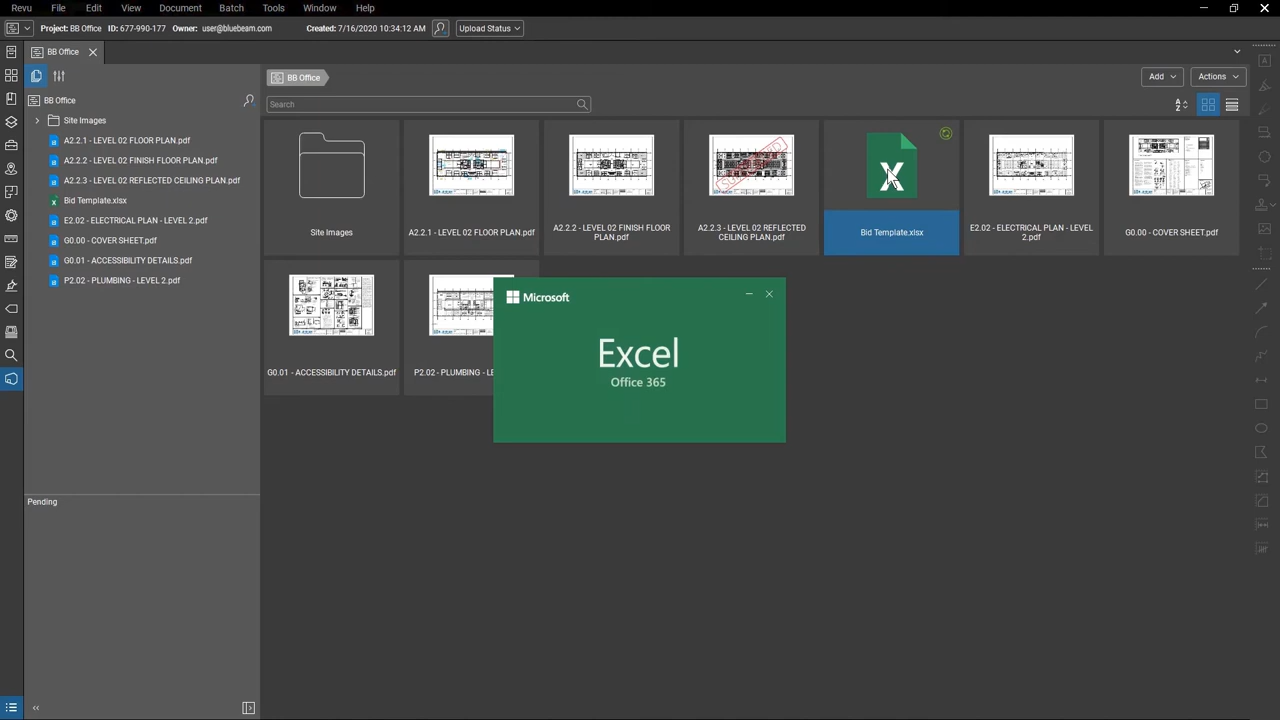 Revu File Edit View Document Batch Tools Window Help
Project: BB Office ID: 677-990-177 Owner: user@bluebeam.com Created: 7/16/2020 10:34:12 AM Upload Status
BB Office
BB Office
Add Actions
BB Office
Search
Site Images
A2.2.1 - LEVEL 02 FLOOR PLAN.pdf
A2.2.2 - LEVEL 02 FINISH FLOOR PLAN.pdf
A2.2.3 - LEVEL 02 REFLECTED CEILING PLAN.pdf
Bid Template.xlsx
E2.02 - ELECTRICAL PLAN - LEVEL 2.pdf
G0.00 - COVER SHEET.pdf
G0.01 - ACCESSIBILITY DETAILS.pdf
P2.02 - PLUMBING - LEVEL 2.pdf
Site Images
A2.2.1 - LEVEL 02 FLOOR PLAN.pdf
A2.2.2 - LEVEL 02 FINISH FLOOR
PLAN.pdf
A2.2.3 - LEVEL 02 REFLECTED
CEILING PLAN.pdf
X
Bid Template.xlsx
E2.02 - ELECTRICAL PLAN - LEVEL
2.pdf
G0.00 - COVER SHEET.pdf
G0.01 - ACCESSIBILITY DETAILS.pdf
P2.02 - PLUMBING - LE
Microsoft
Excel
Office 365
Pending